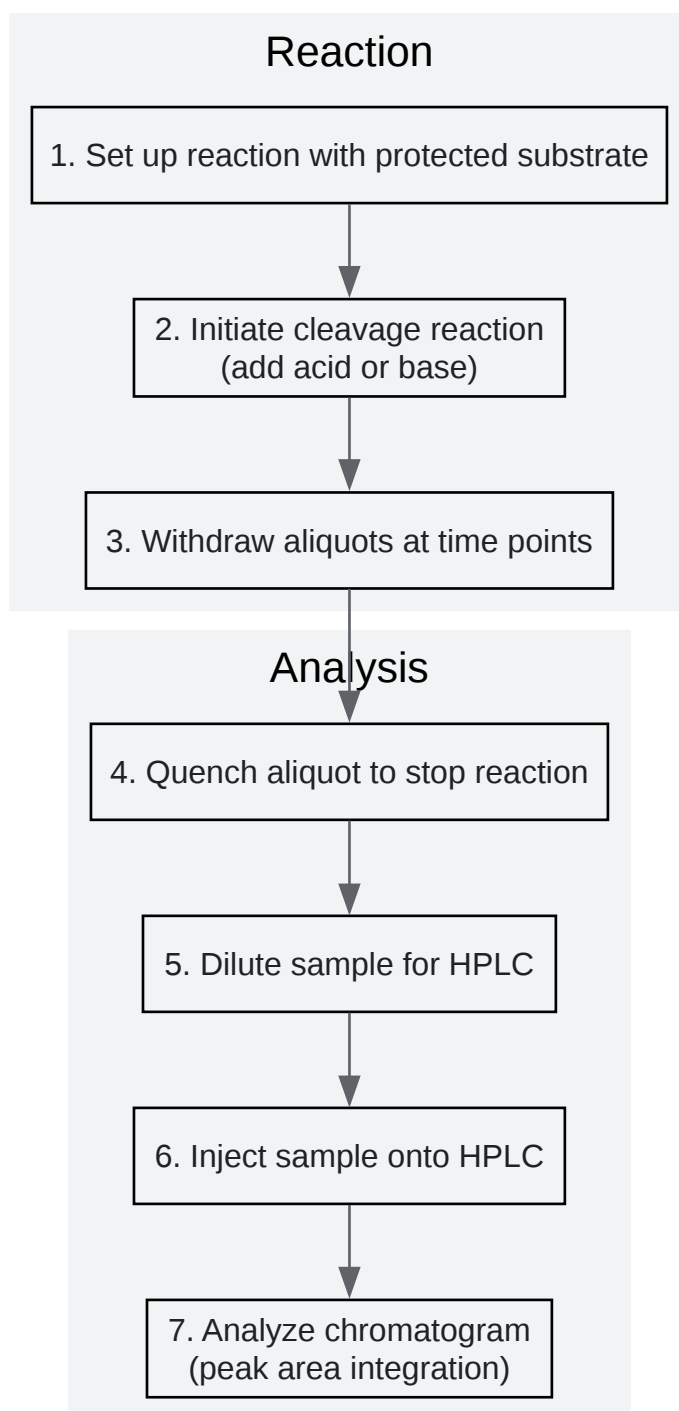 Reaction
1. Set up reaction with protected substrate
2. Initiate cleavage reaction
(add acid or base)
3. Withdraw aliquots at time points
Analysis
4. Quench aliquot to stop reaction
5. Dilute sample for HPLC
6. Inject sample onto HPLC
7. Analyze chromatogram
(peak area integration)